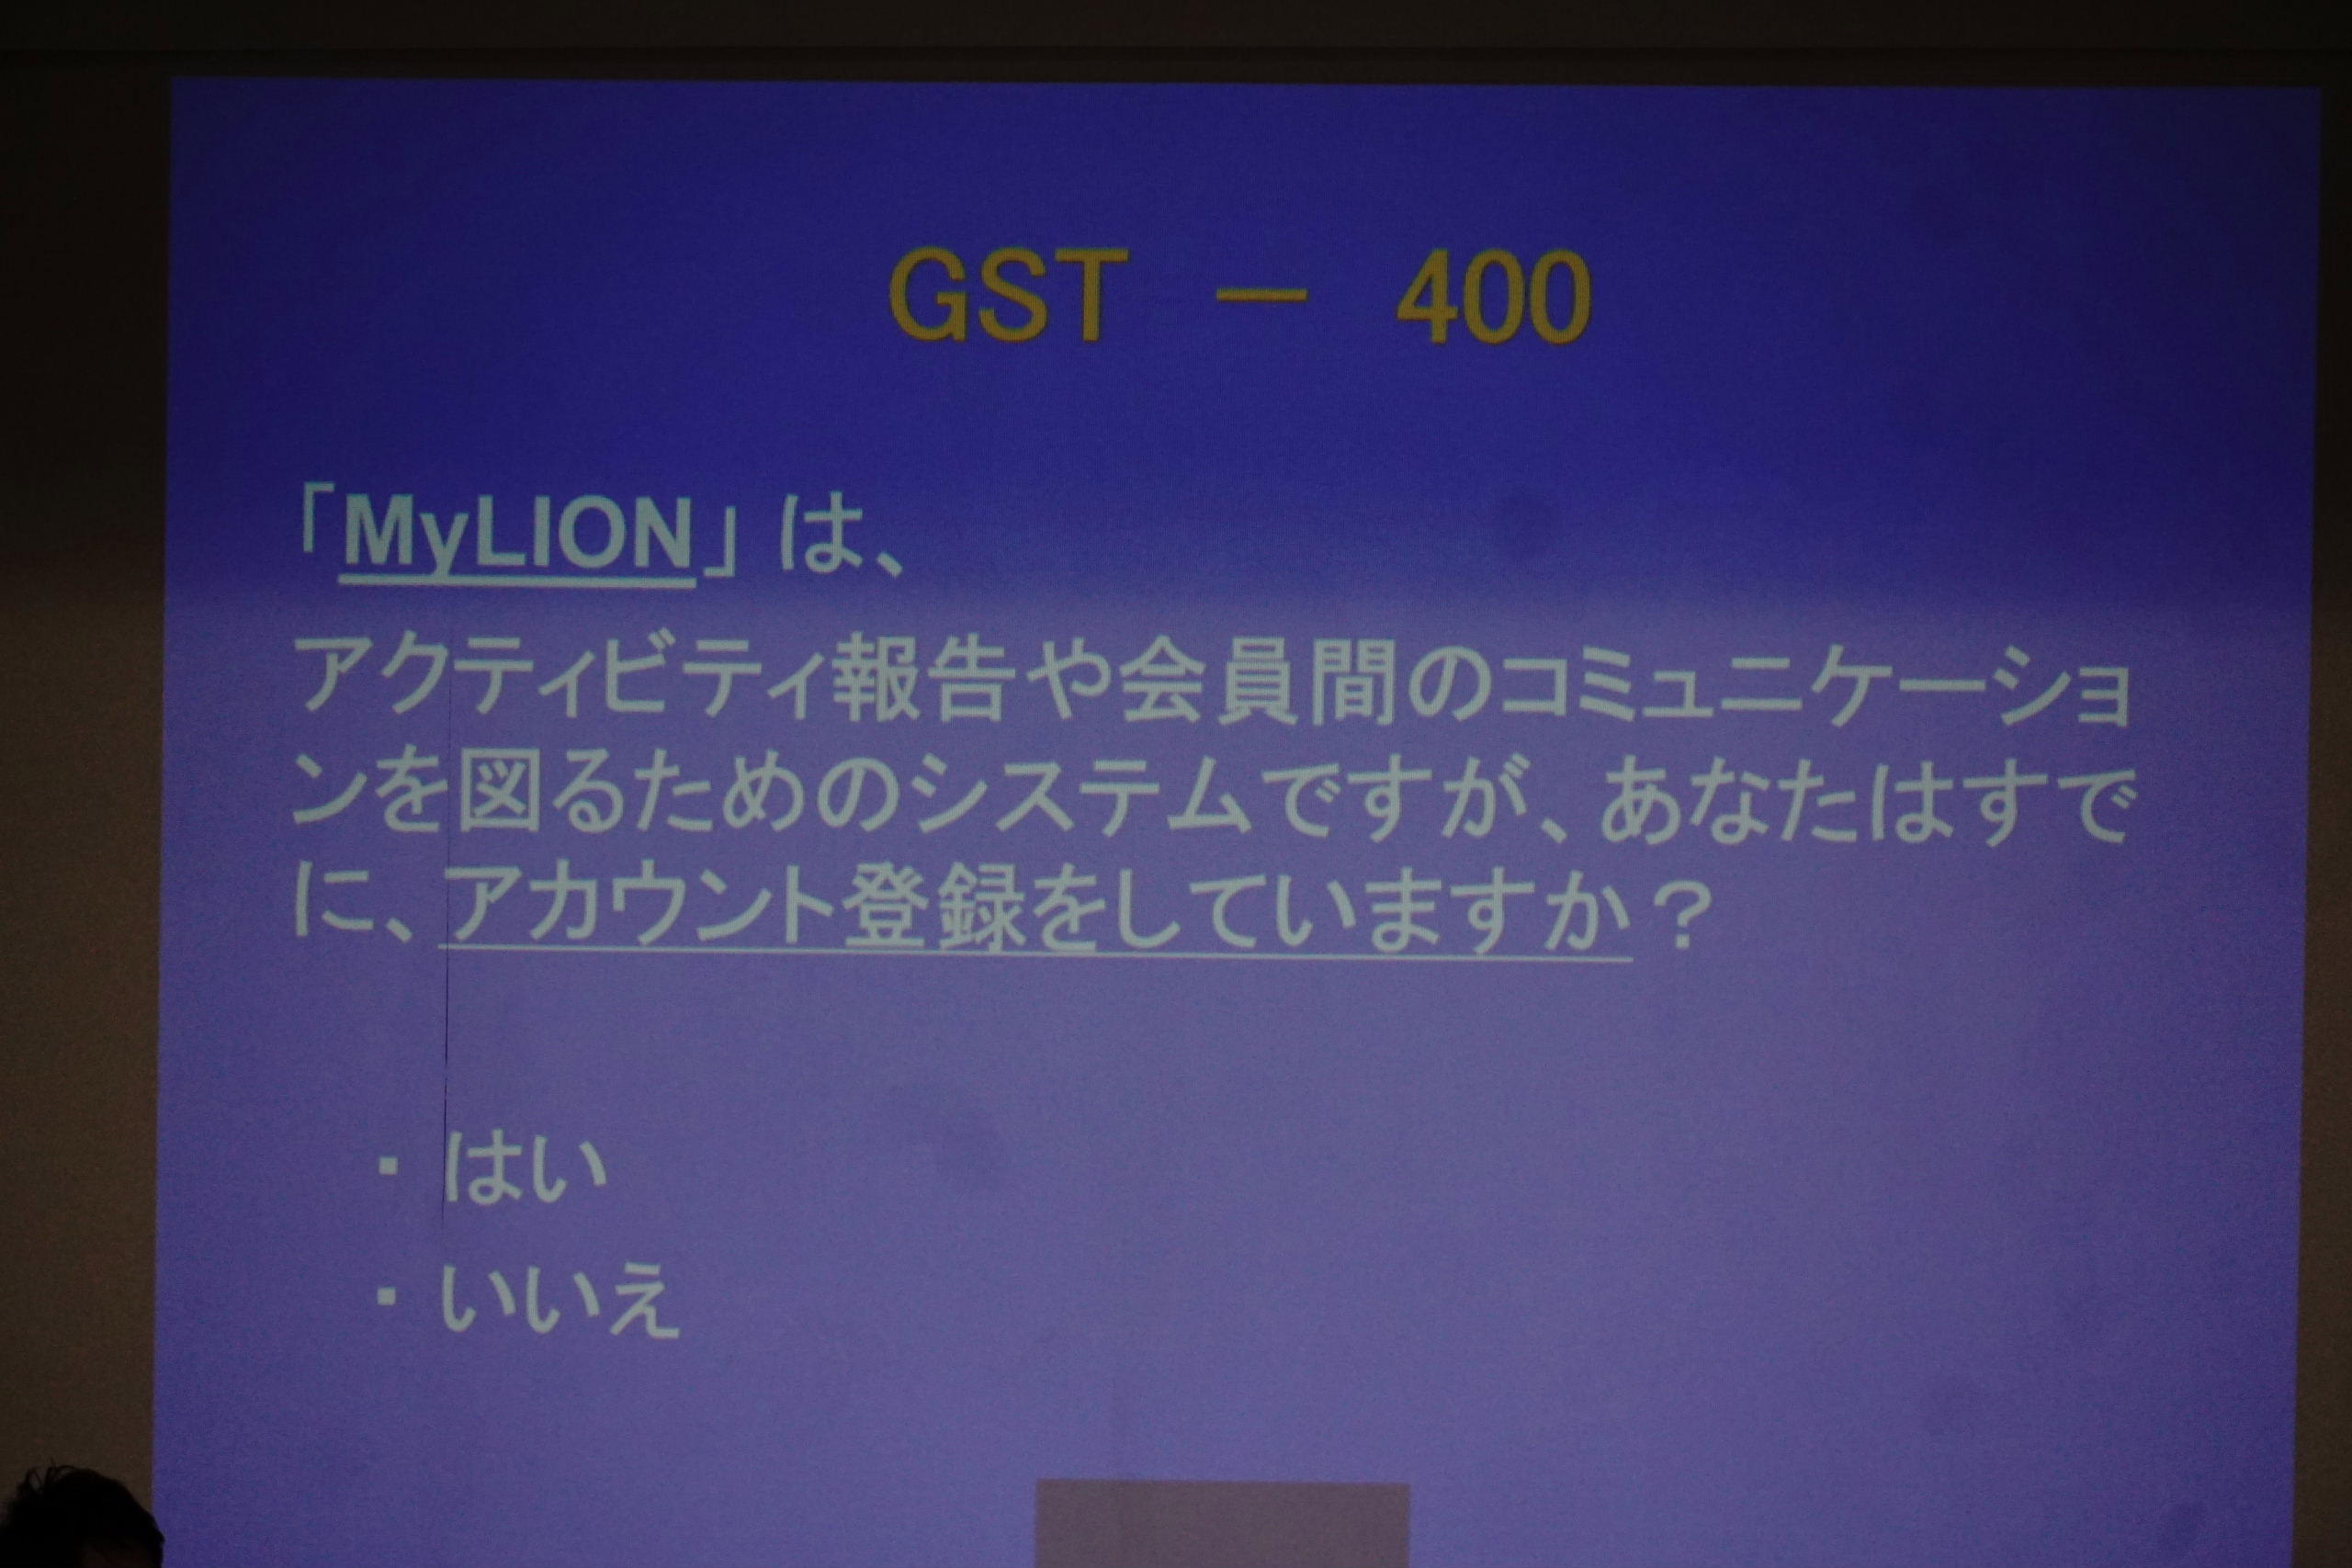 GST － 400
「MyLION」は、
アクティビティ報告や会員間のコミュニケーショ
ンを図るためのシステムですが、あなたはすで
に、アカウント登録をしていますか？
・はい
・いいえ